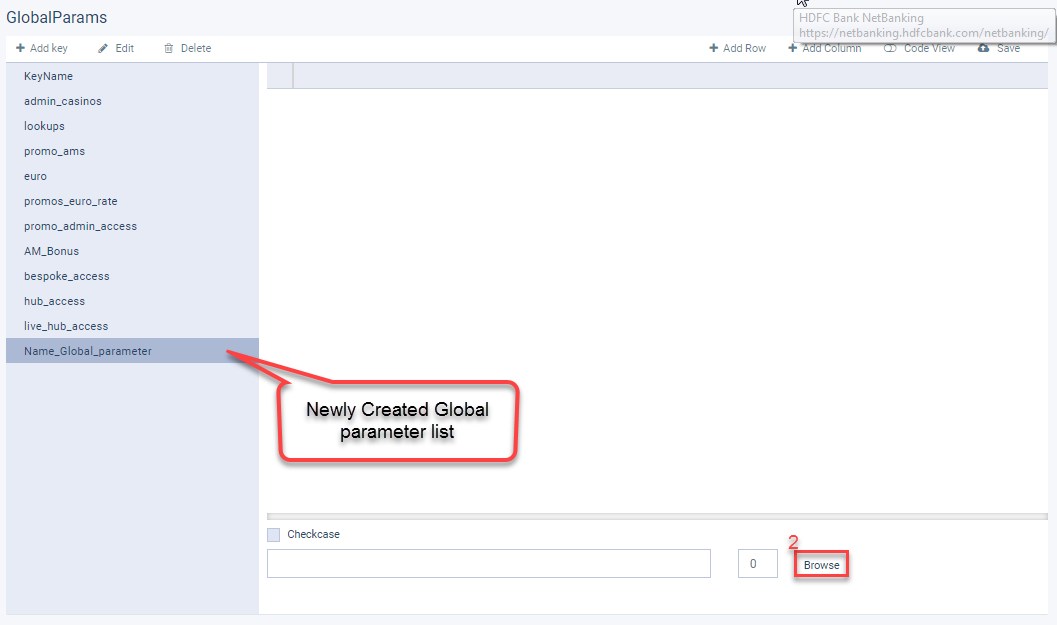 GlobalParams
HDFC Bank NetBanking
https://netbanking.hdfcbank.com/netbanking/
Add key Edit Delete Add Row Add Column Code View Save
KeyName
admin_casinos
lookups
promo_ams
euro
promos_euro_rate
promo_admin_access
AM_Bonus
bespoke_access
hub_access
live_hub_access
Name_Global_parameter
Newly Created Global
parameter list
Checkcase
2
0 Browse